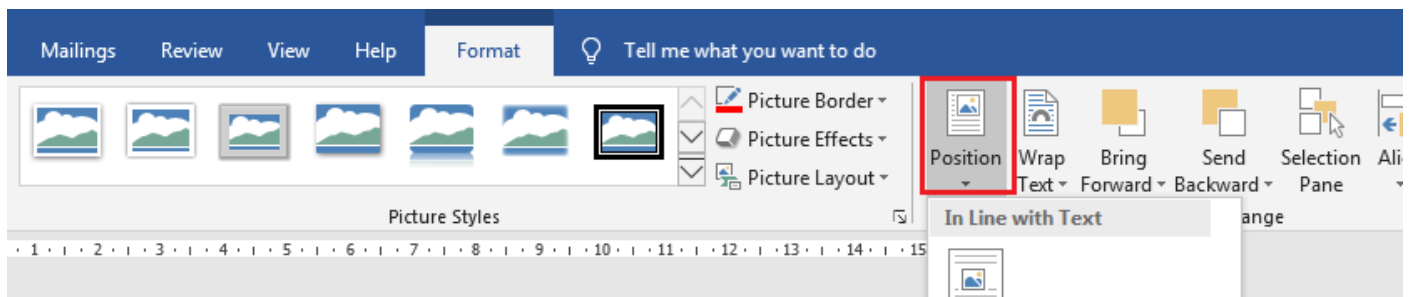 Mailings Review View Help Format Tell me what you want to do
Picture Border
Picture Effects
Picture Layout
Position
Wrap Text
Bring Forward
Send Backward
Selection Pane
Picture Styles
In Line with Text
1 2 3 4 5 6 7 8 9 10 11 12 13 14 15